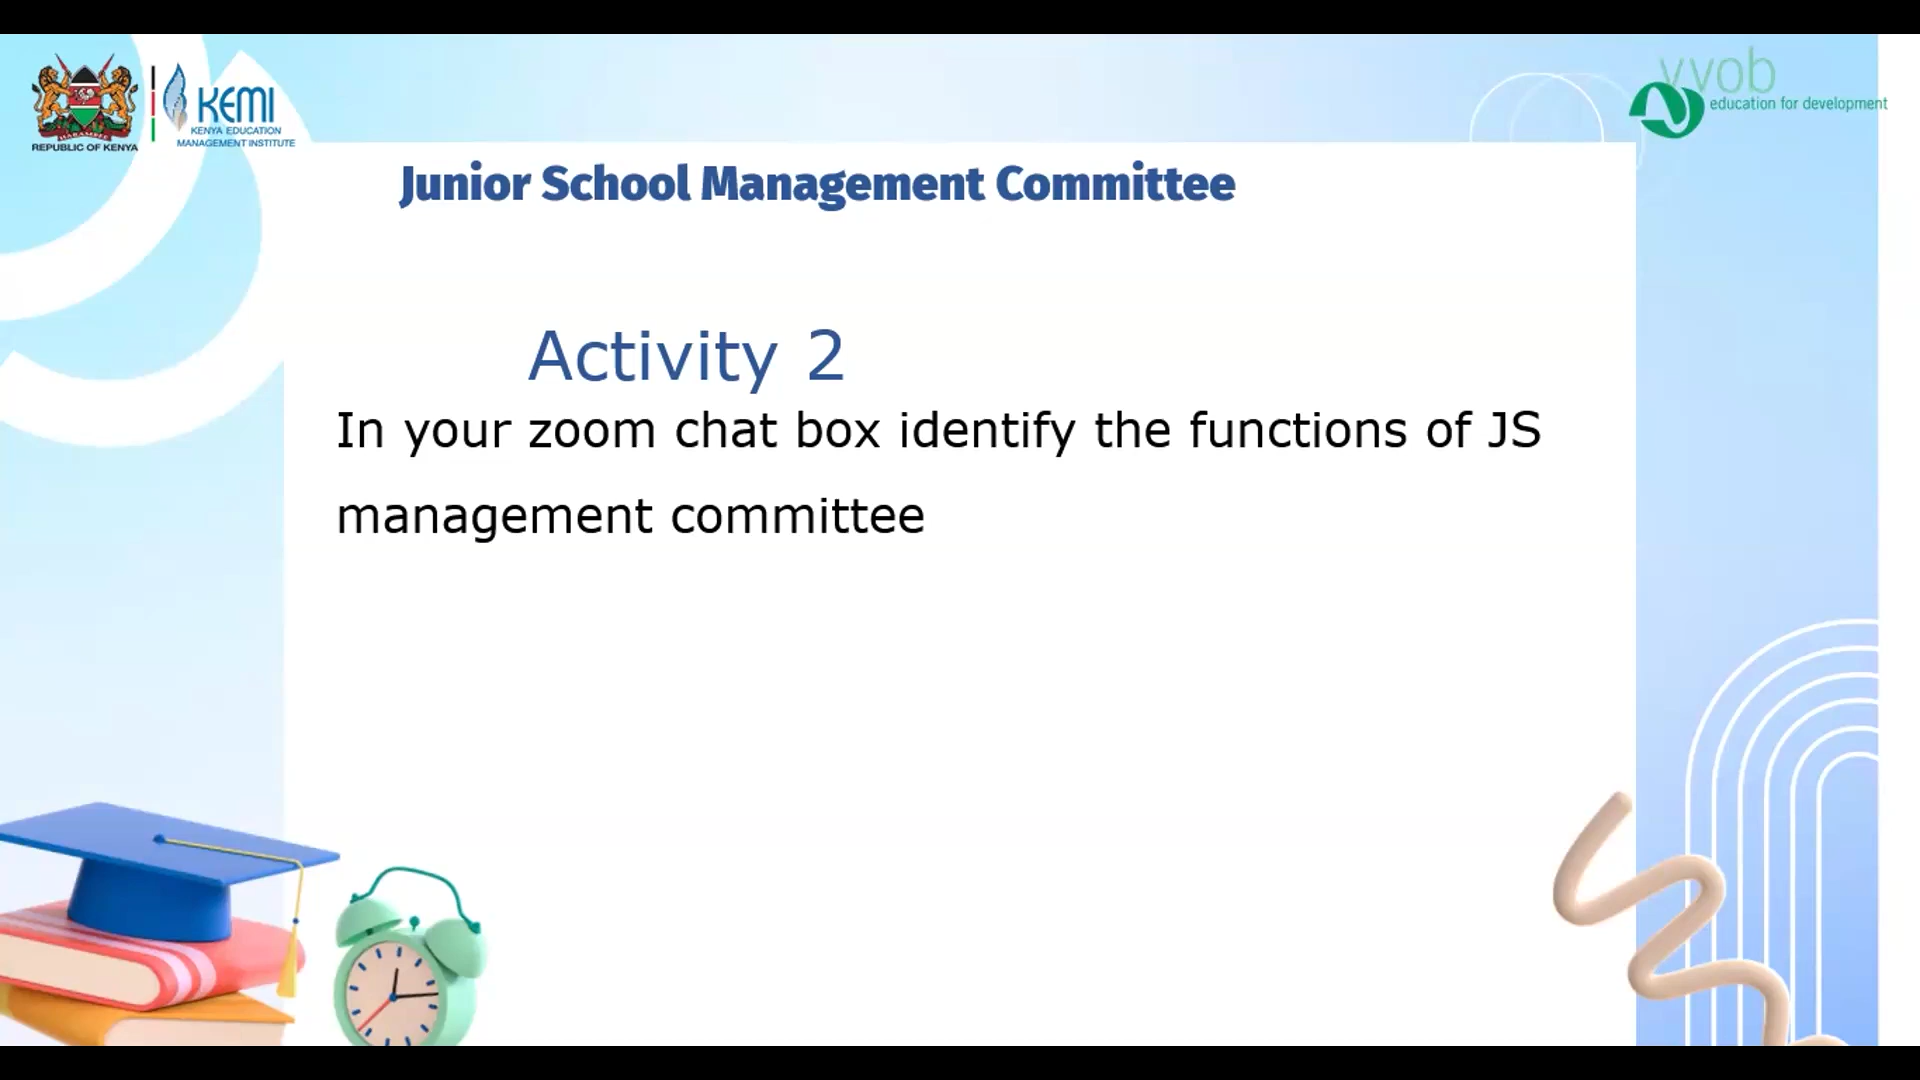 KEMI
KENYA EDUCATION
MANAGEMENT INSTITUTE
HARAMBEE
REPUBLIC OF KENYA
vvob
education for development
Junior School Management Committee
Activity 2
In your zoom chat box identify the functions of JS
management committee